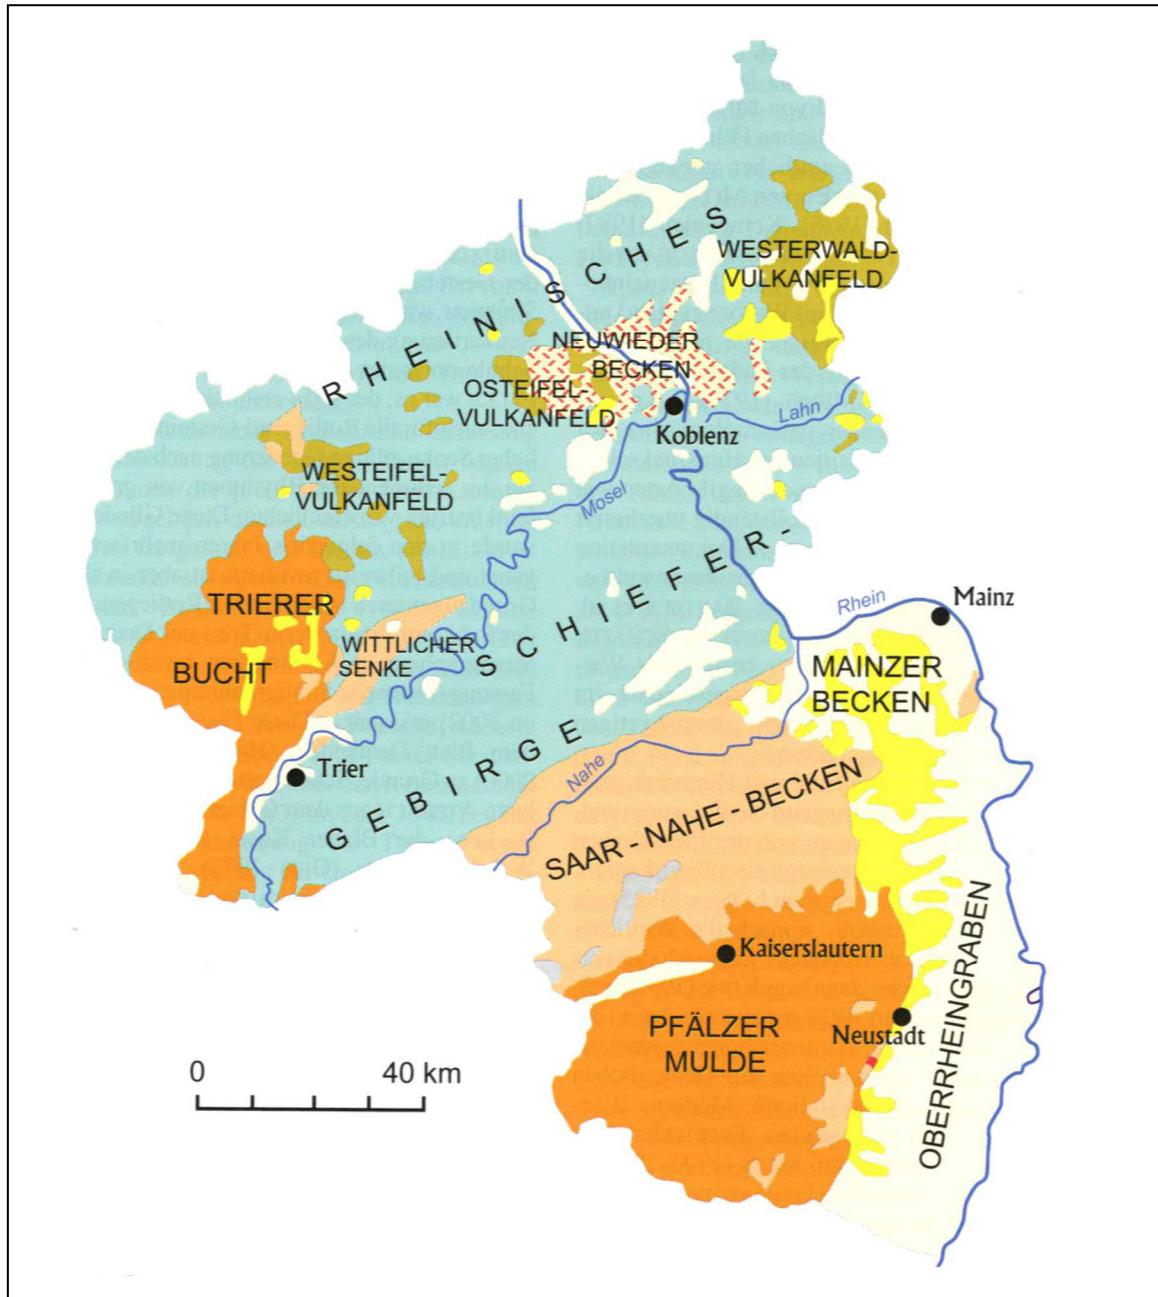 RHEINISCHES
WESTERWALD-
VULKANFELD
NEUWIEDER
BECKEN
OSTEIFEL-
VULKANFELD
Koblenz
Lahn
WESTEIFEL-
VULKANFELD
Mosel
SCHIEFER-
TRIERER
BUCHT
WITTLICHER
SENKE
Rhein
Mainz
MAINZER
BECKEN
Trier
GEBIRGE
Nahe
SAAR - NAHE - BECKEN
Kaiserslautern
PFÄLZER
MULDE
Neustadt
OBERRHEINGRABEN
0 40 km